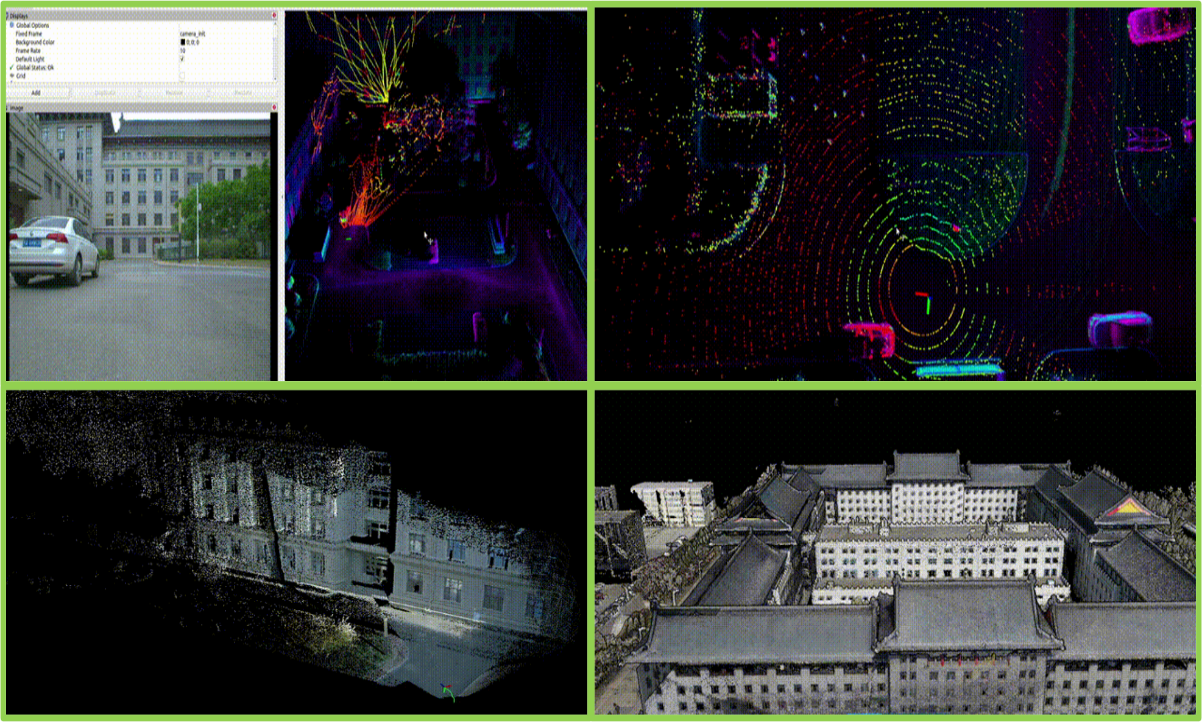 Displays
Global Options
Fixed Frame camera_init
Background Color 0; 0; 0
Frame Rate 10
Default Light
Global Status: Ok
Grid
Add
Image